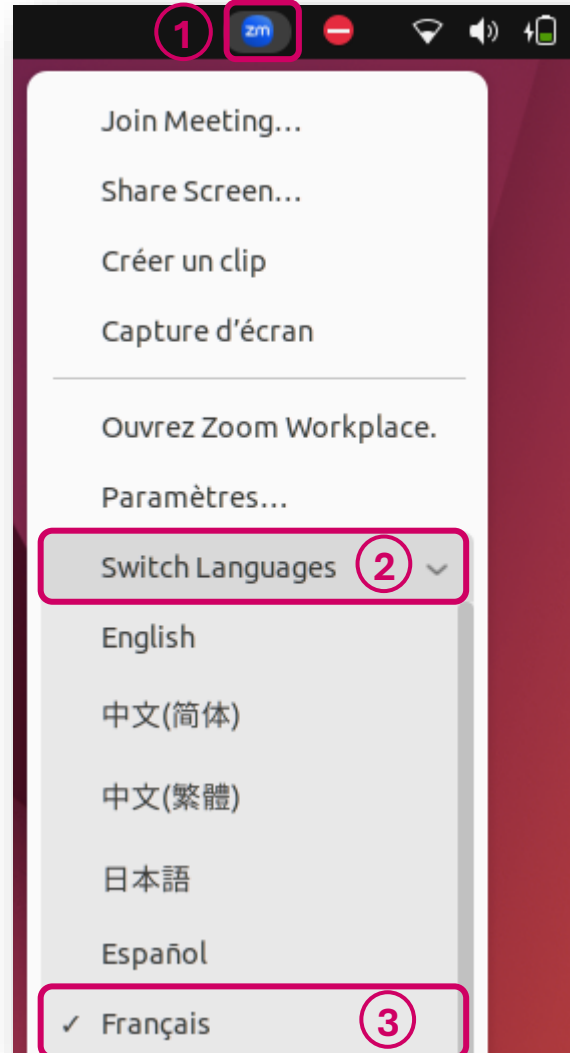 1 zm
Join Meeting...
Share Screen...
Créer un clip
Capture d’écran
Ouvrez Zoom Workplace.
Paramètres...
Switch Languages 2
English
中文(简体)
中文(繁體)
日本語
Español
✓ Français 3